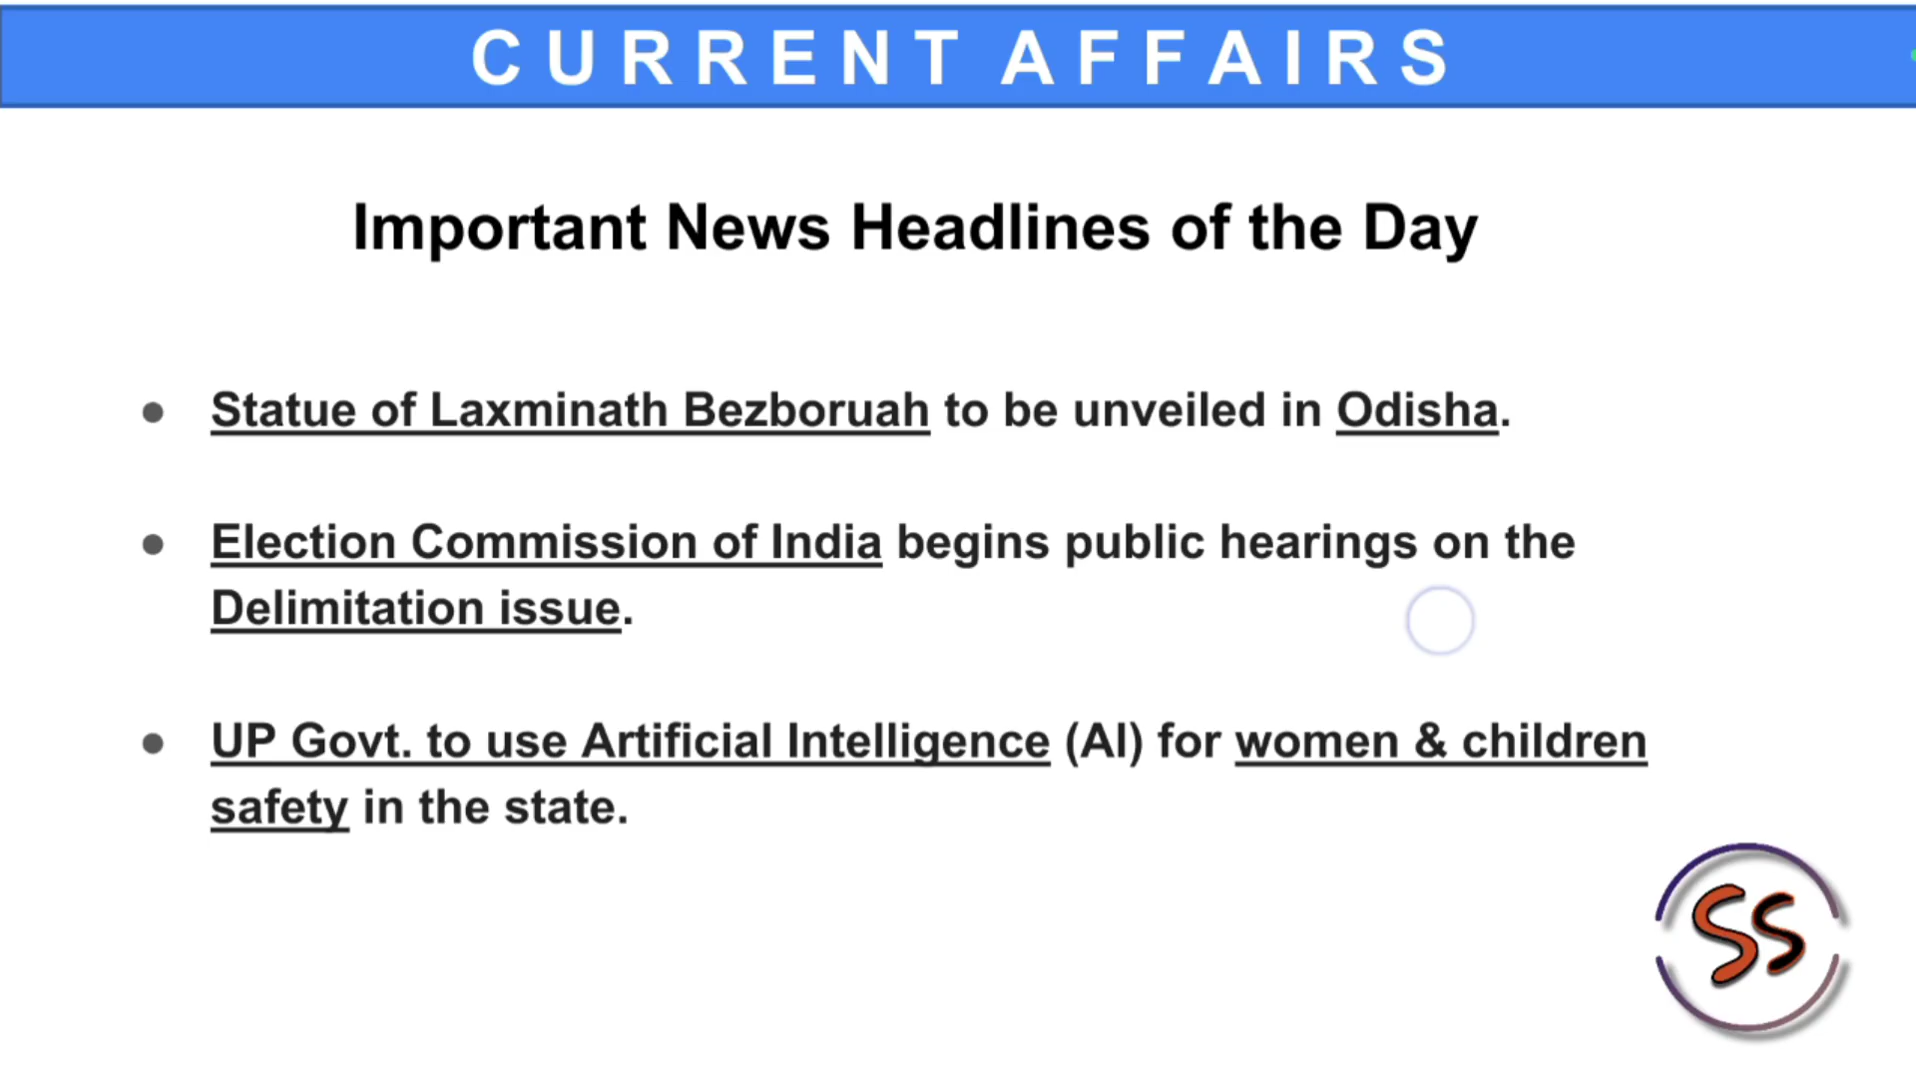 CURRENT AFFAIRS
Important News Headlines of the Day
● Statue of Laxminath Bezboruah to be unveiled in Odisha.
● Election Commission of India begins public hearings on the
Delimitation issue.
● UP Govt. to use Artificial Intelligence (AI) for women & children
safety in the state.
SS